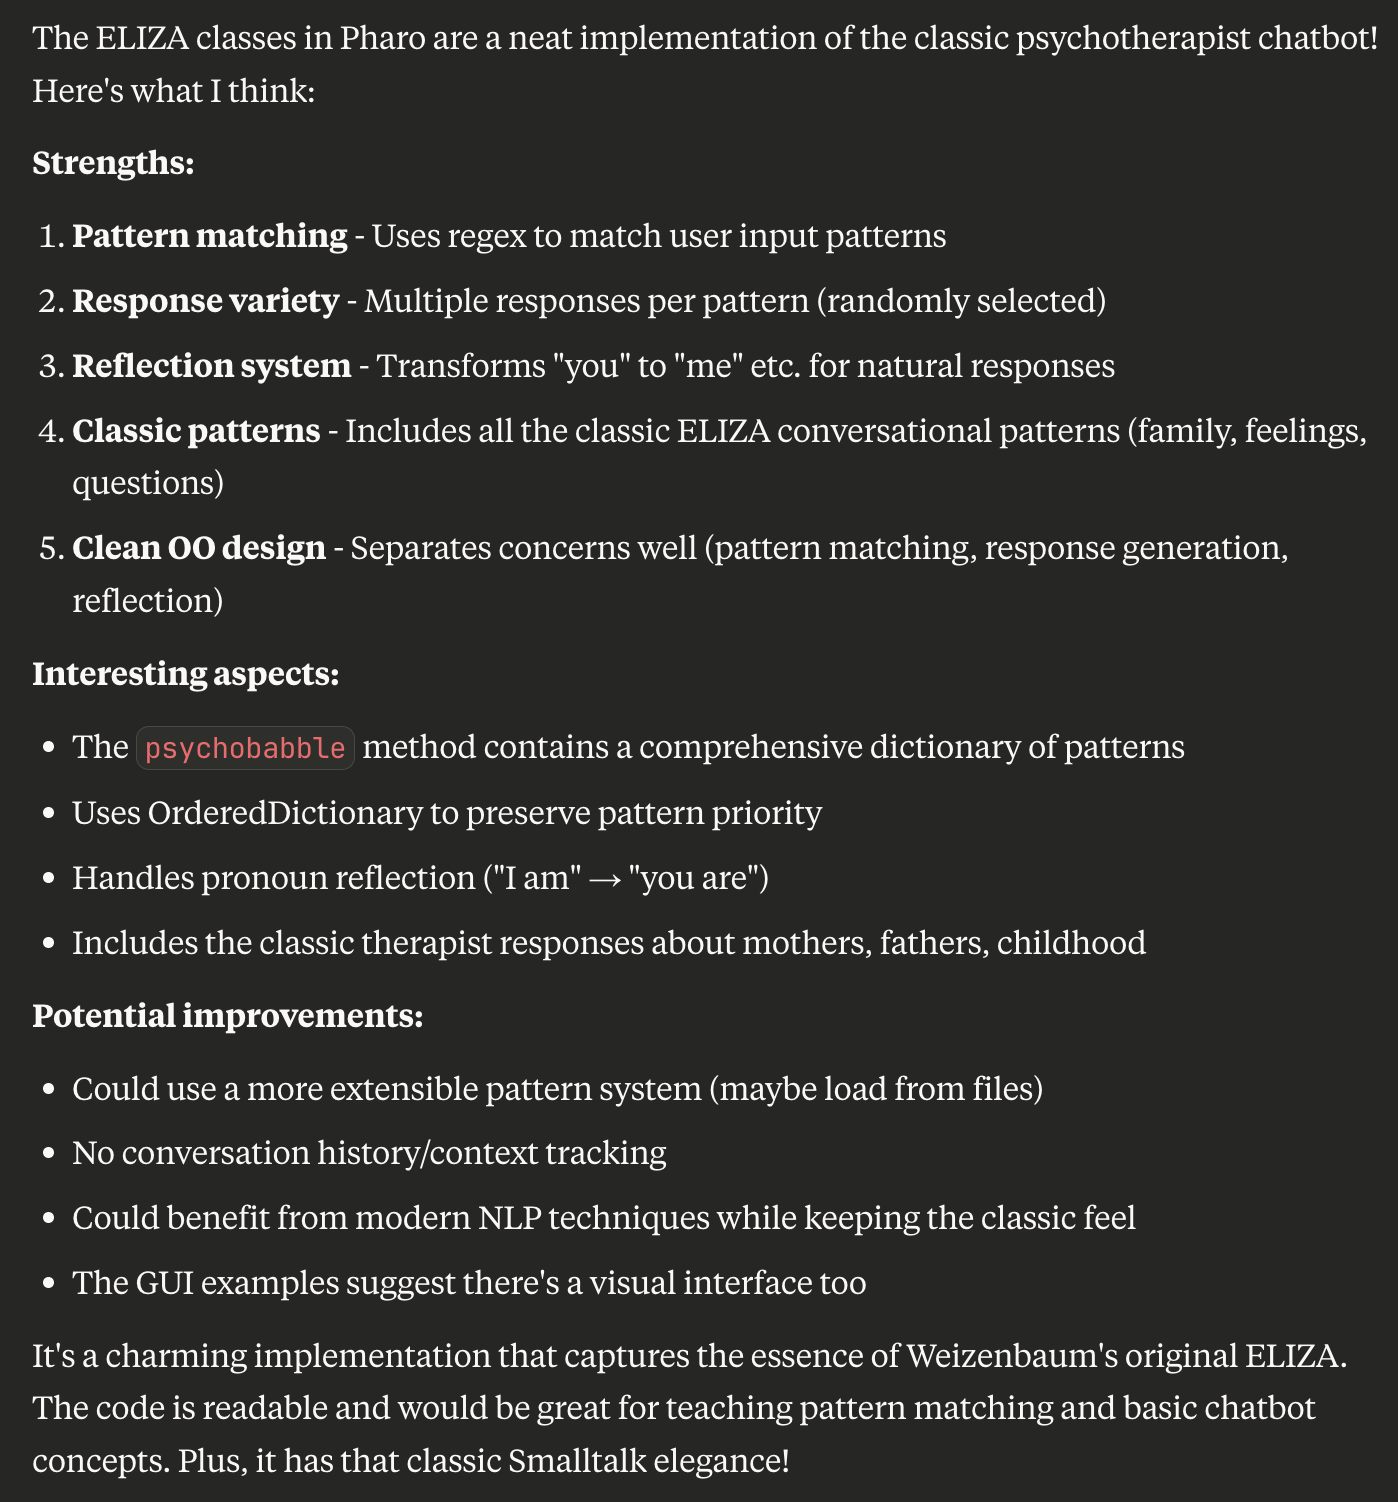 The ELIZA classes in Pharo are a neat implementation of the classic psychotherapist chatbot!
Here's what I think:
Strengths:
1. Pattern matching - Uses regex to match user input patterns
2. Response variety - Multiple responses per pattern (randomly selected)
3. Reflection system - Transforms "you" to "me" etc. for natural responses
4. Classic patterns - Includes all the classic ELIZA conversational patterns (family, feelings,
questions)
5. Clean OO design - Separates concerns well (pattern matching, response generation,
reflection)
Interesting aspects:
• The psychobabble method contains a comprehensive dictionary of patterns
• Uses OrderedDictionary to preserve pattern priority
• Handles pronoun reflection ("I am" → "you are")
• Includes the classic therapist responses about mothers, fathers, childhood
Potential improvements:
• Could use a more extensible pattern system (maybe load from files)
• No conversation history/context tracking
• Could benefit from modern NLP techniques while keeping the classic feel
• The GUI examples suggest there's a visual interface too
It's a charming implementation that captures the essence of Weizenbaum's original ELIZA.
The code is readable and would be great for teaching pattern matching and basic chatbot
concepts. Plus, it has that classic Smalltalk elegance!